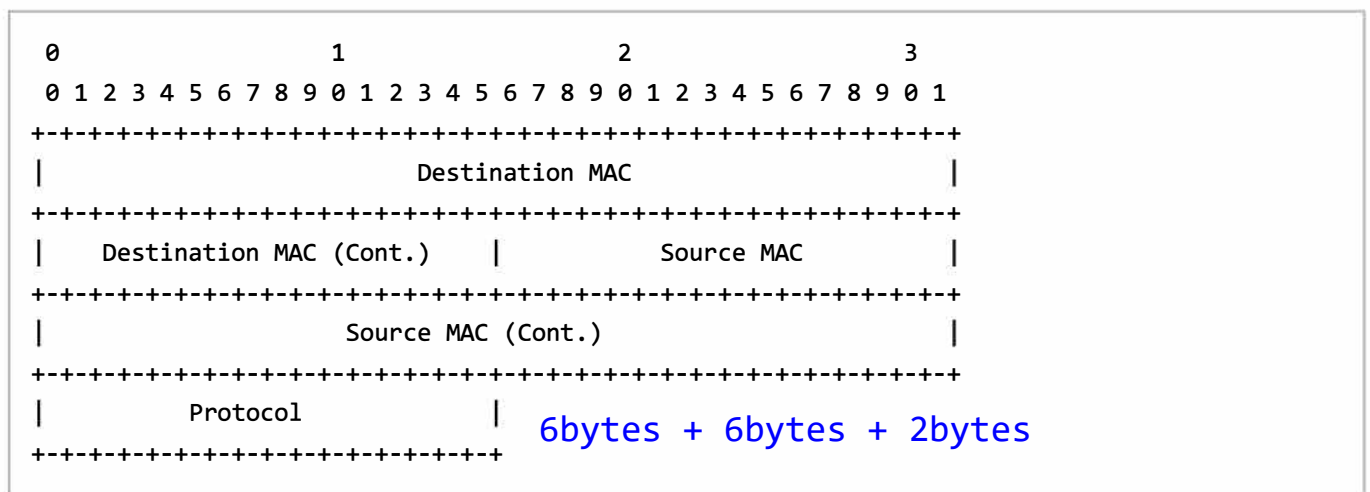 0                   1                   2                   3
0 1 2 3 4 5 6 7 8 9 0 1 2 3 4 5 6 7 8 9 0 1 2 3 4 5 6 7 8 9 0 1
+-+-+-+-+-+-+-+-+-+-+-+-+-+-+-+-+-+-+-+-+-+-+-+-+-+-+-+-+-+-+-+-+
|                          Destination MAC                      |
+-+-+-+-+-+-+-+-+-+-+-+-+-+-+-+-+-+-+-+-+-+-+-+-+-+-+-+-+-+-+-+-+
|    Destination MAC (Cont.)    |           Source MAC          |
+-+-+-+-+-+-+-+-+-+-+-+-+-+-+-+-+-+-+-+-+-+-+-+-+-+-+-+-+-+-+-+-+
|                     Source MAC (Cont.)                        |
+-+-+-+-+-+-+-+-+-+-+-+-+-+-+-+-+-+-+-+-+-+-+-+-+-+-+-+-+-+-+-+-+
|          Protocol             | 6bytes + 6bytes + 2bytes
+-+-+-+-+-+-+-+-+-+-+-+-+-+-+-+-+